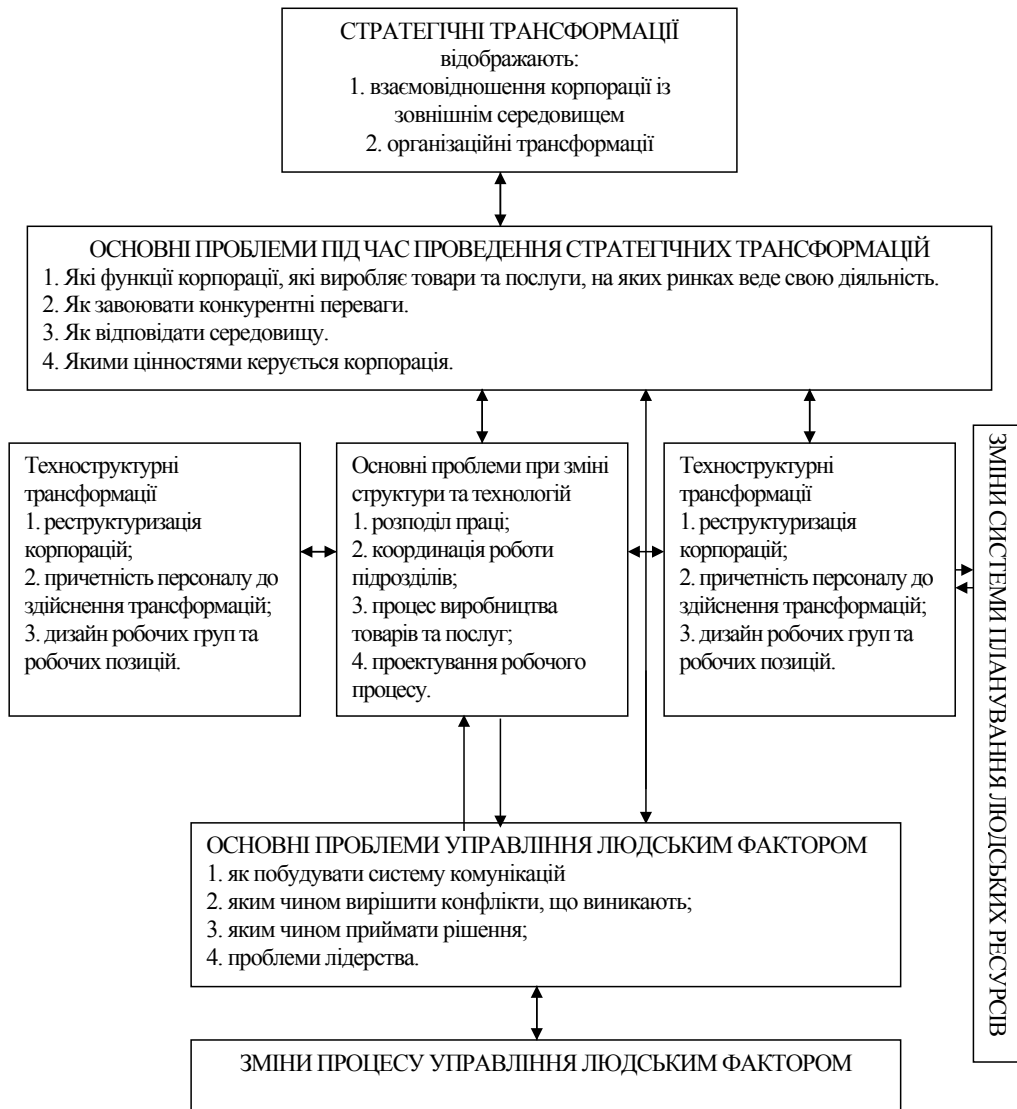 СТРАТЕГІЧНІ ТРАНСФОРМАЦІЇ
відображають:
1. взаємовідношення корпорації із
зовнішнім середовищем
2. організаційні трансформації
ОСНОВНІ ПРОБЛЕМИ ПІД ЧАС ПРОВЕДЕННЯ СТРАТЕГІЧНИХ ТРАНСФОРМАЦІЙ
1. Які функції корпорації, які виробляє товари та послуги, на яких ринках веде свою діяльність.
2. Як завоювати конкурентні переваги.
3. Як відповідати середовищу.
4. Якими цінностями керується корпорація.
Техноструктурні
трансформації
1. реструктуризація
корпорацій;
2. причетність персоналу до
здійснення трансформацій;
3. дизайн робочих груп та
робочих позицій.
Основні проблеми при зміні
структури та технологій
1. розподіл праці;
2. координація роботи
підрозділів;
3. процес виробництва
товарів та послуг;
4. проектування робочого
процесу.
Техноструктурні
трансформації
1. реструктуризація
корпорацій;
2. причетність персоналу до
здійснення трансформацій;
3. дизайн робочих груп та
робочих позицій.
ЗМІНИ СИСТЕМИ ПЛАНУВАННЯ ЛЮДСЬКИХ РЕСУРСІВ
ОСНОВНІ ПРОБЛЕМИ УПРАВЛІННЯ ЛЮДСЬКИМ ФАКТОРОМ
1. як побудувати систему комунікацій
2. яким чином вирішити конфлікти, що виникають;
3. яким чином приймати рішення;
4. проблеми лідерства.
ЗМІНИ ПРОЦЕСУ УПРАВЛІННЯ ЛЮДСЬКИМ ФАКТОРОМ